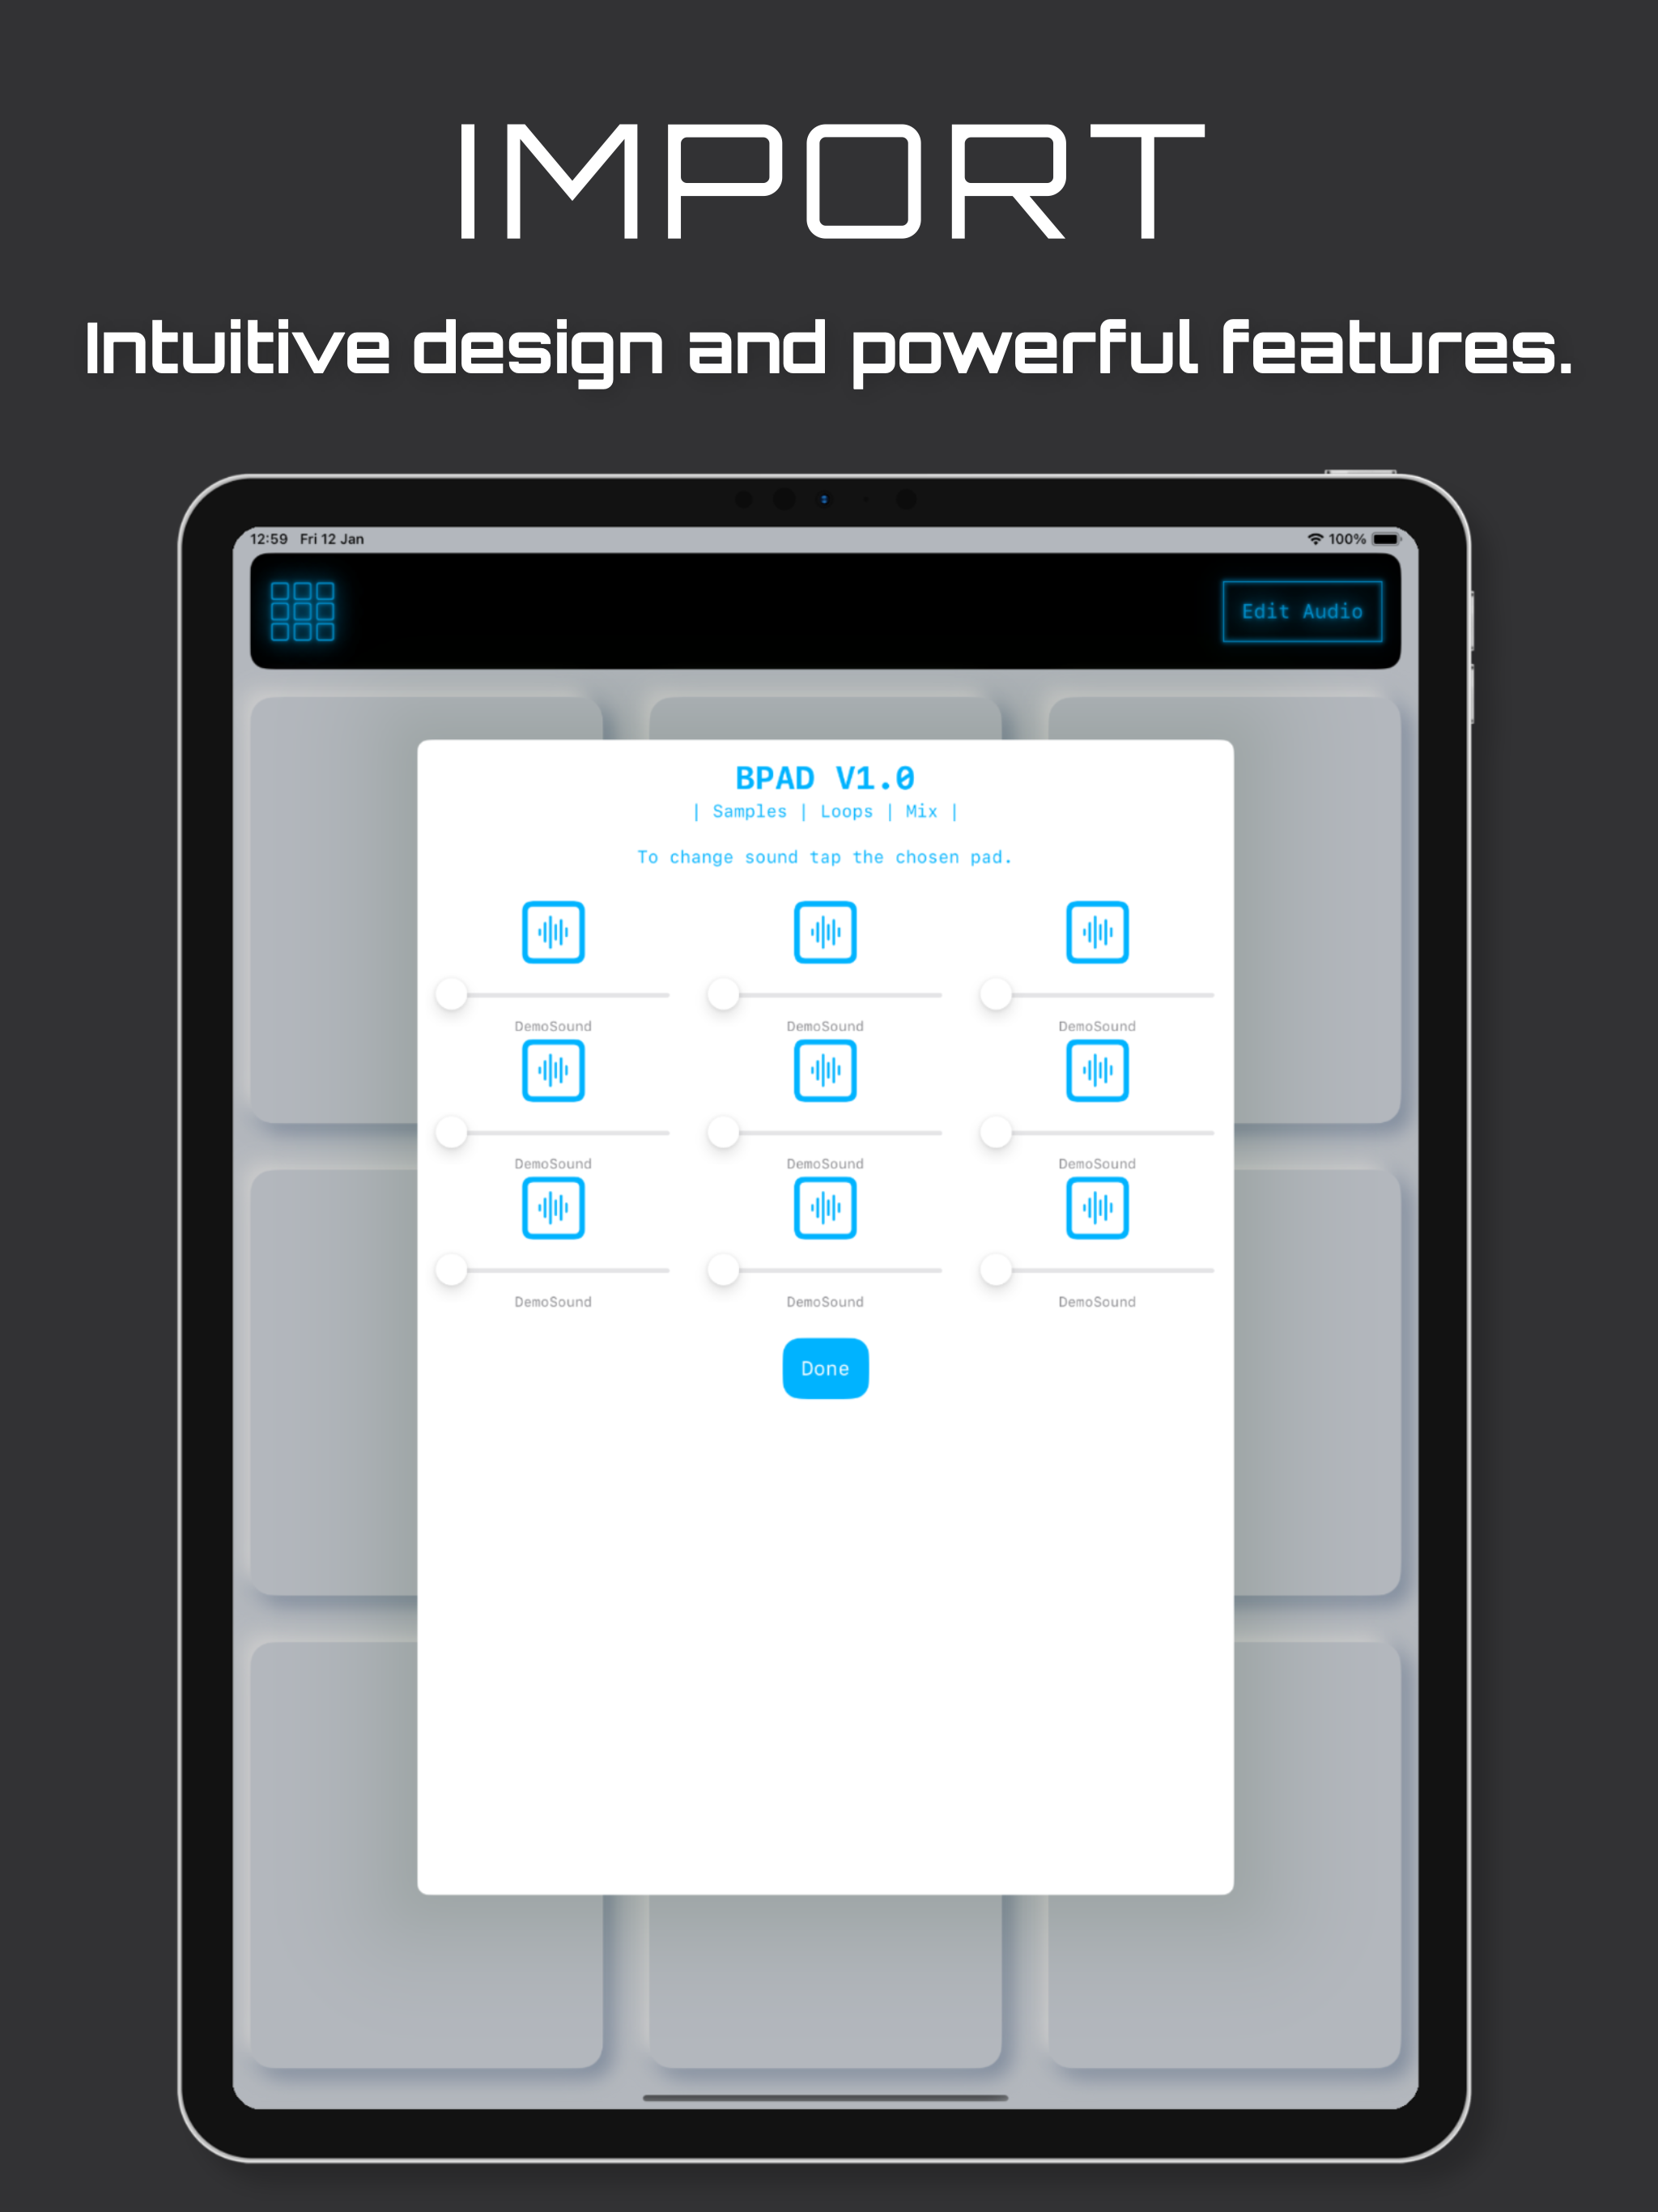 IMPORT
Intuitive design and powerful features.
12:59 Fri 12 Jan 100%
Edit Audio
BPAD V1.0
| Samples | Loops | Mix |
To change sound tap the chosen pad.
DemoSound DemoSound DemoSound
DemoSound DemoSound DemoSound
DemoSound DemoSound DemoSound
Done